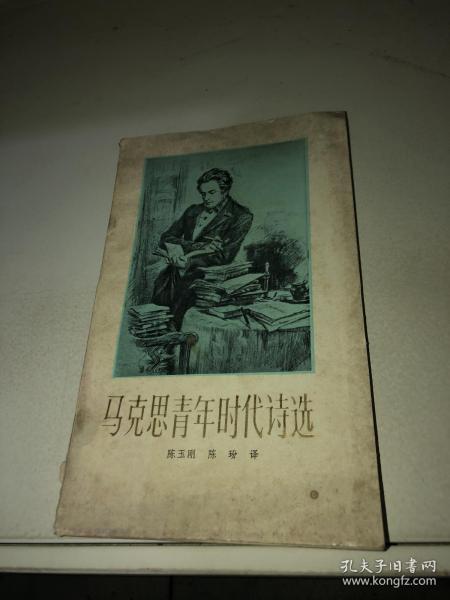 马克思青年时代诗选
陈玉刚 陈玢 译
孔夫子旧书网
www.kongfz.com